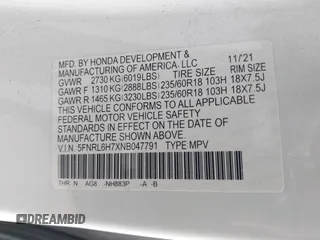 MFD. BY HONDA DEVELOPMENT & 11/21
MANUFACTURING OF AMERICA, LLC
GVWR 2730 KG(6019LBS) TIRE SIZE RIM SIZE
GAWR F 1310 KG(2888LBS) 235/60R18 103H 18X7.5J
GAWR R 1465 KG(3230LBS) 235/60R18 103H 18X7.5J
THIS VEHICLE CONFORMS TO ALL APPLICABLE
FEDERAL MOTOR VEHICLE SAFETY
STANDARDS IN EFFECT ON THE DATE OF
MANUFACTURE SHOWN ABOVE.
V.I.N. 5FNRL6H7XNB047791 TYPE MPV
THR N AG8 -NH883P -A -B
DREAMBID